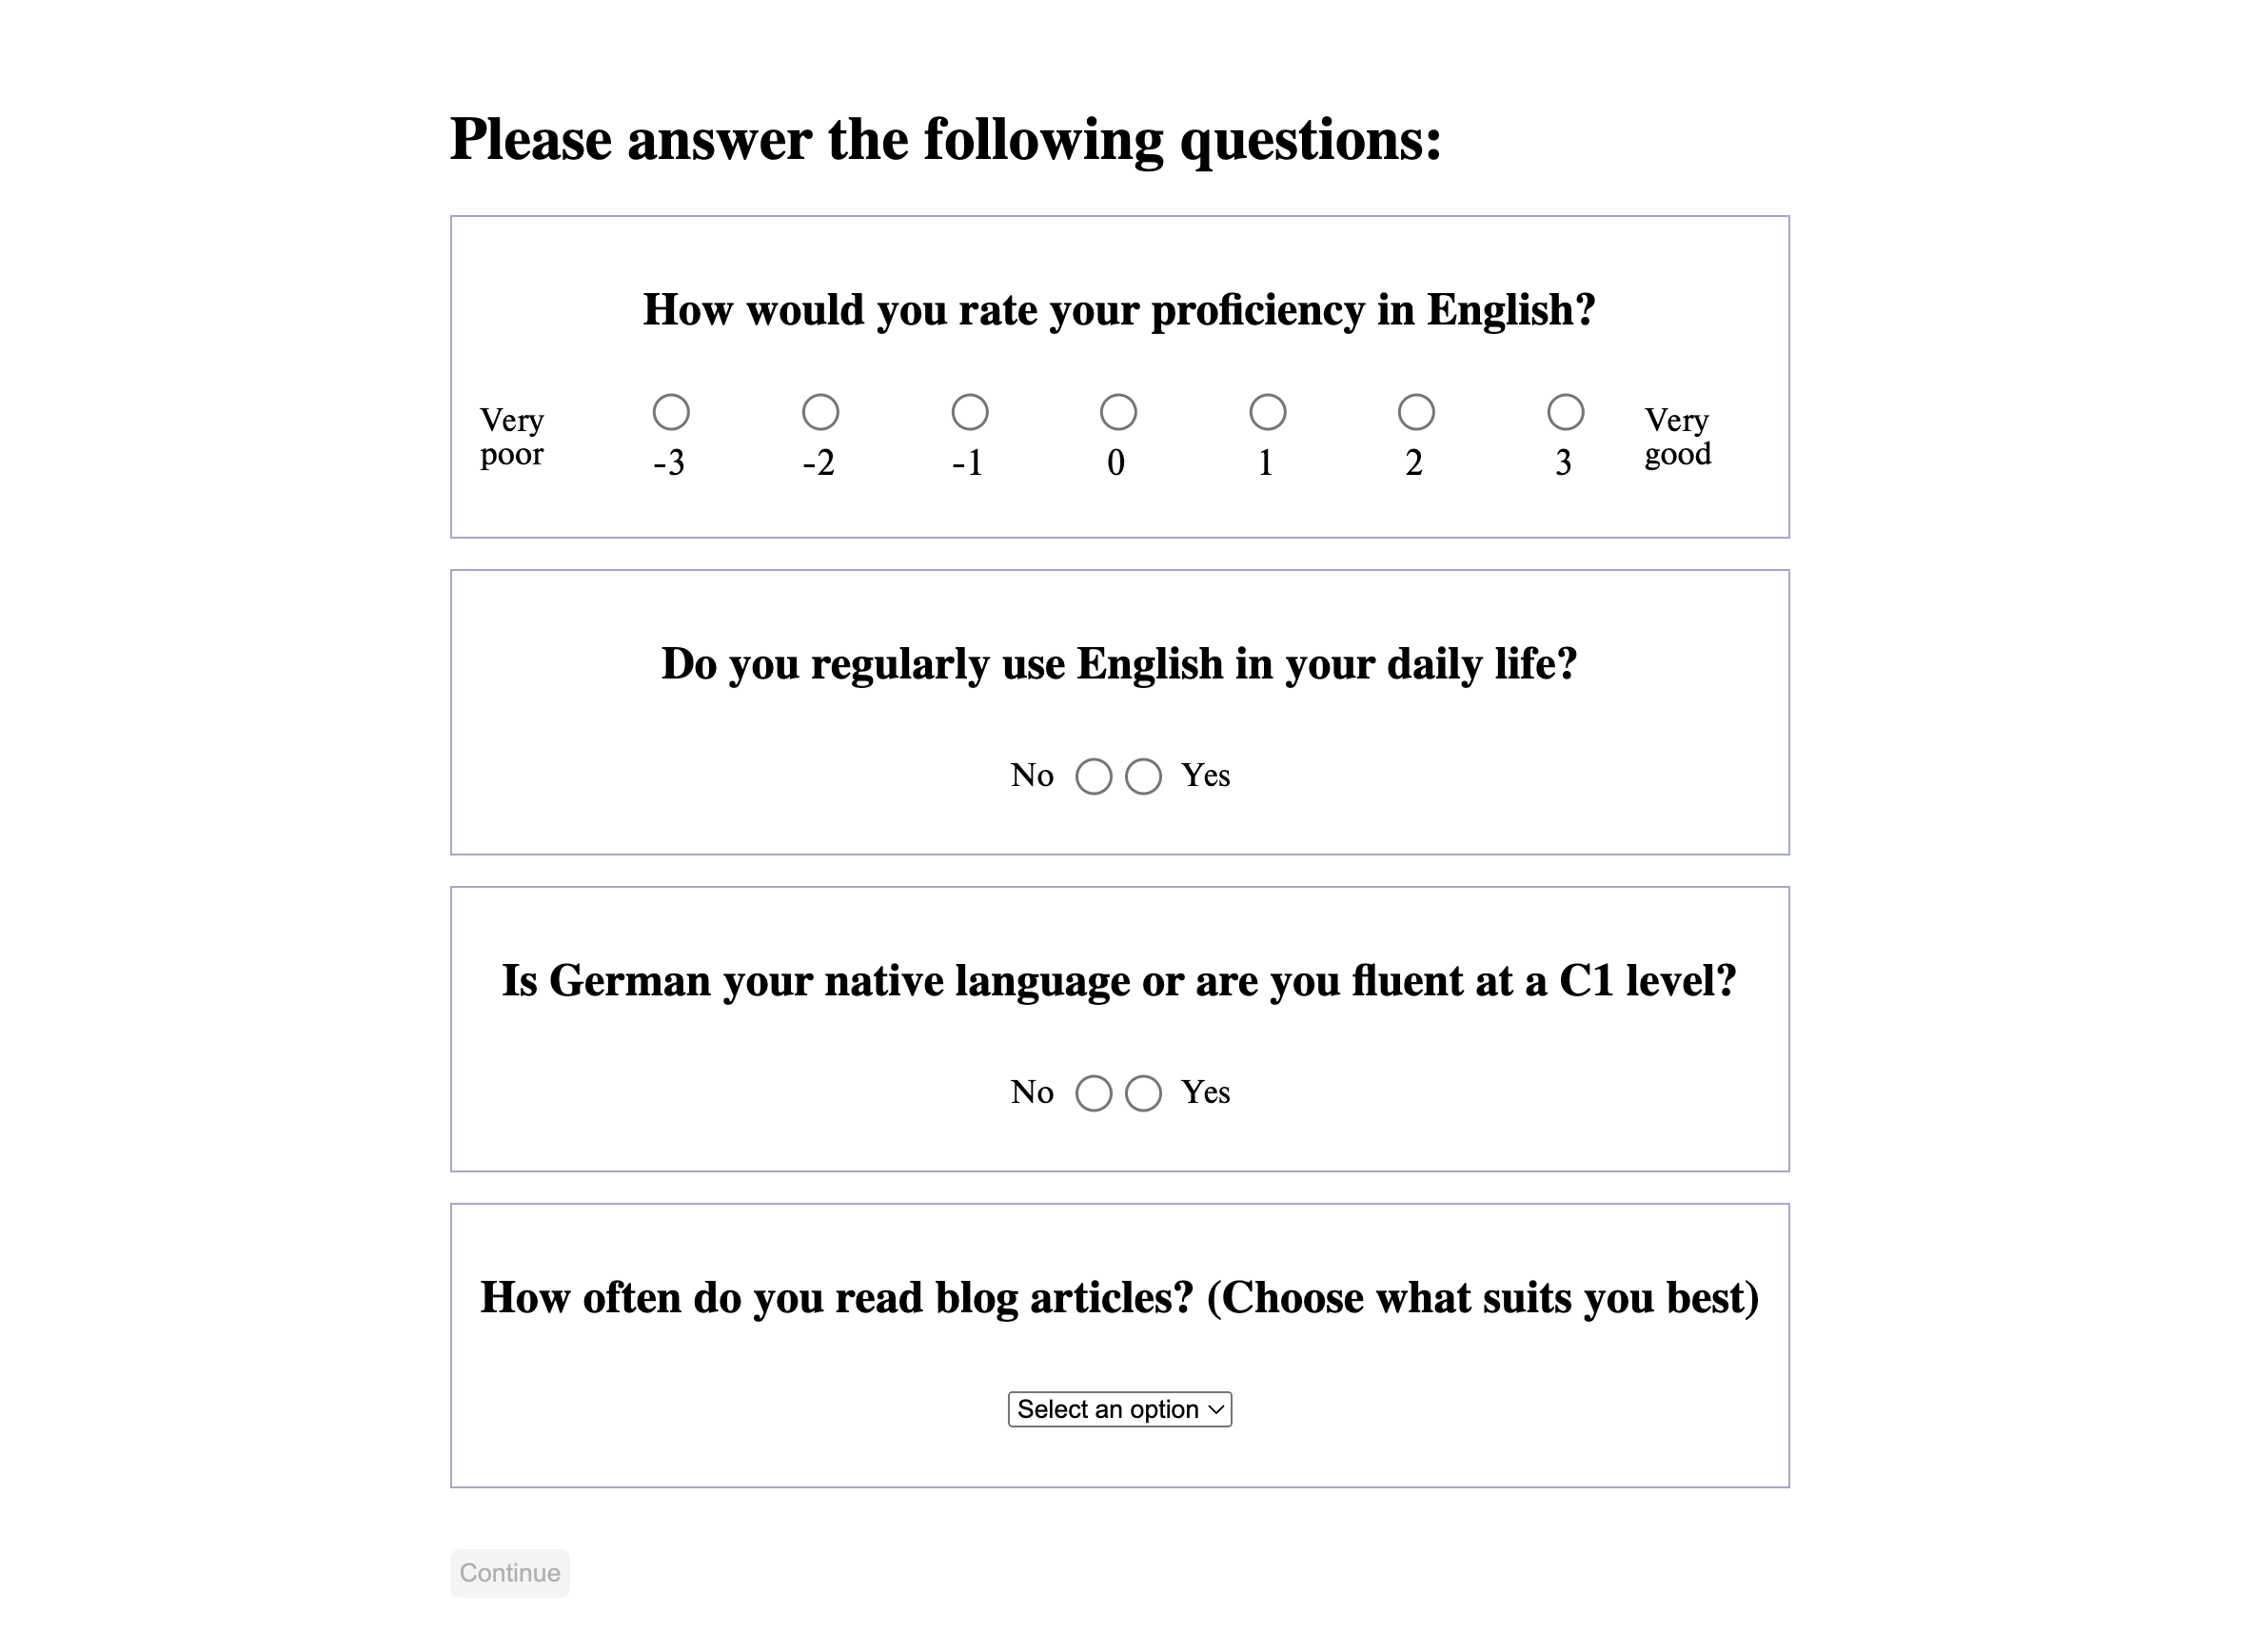 Please answer the following questions:
How would you rate your proficiency in English?
Very poor -3 -2 -1 0 1 2 3 Very good
Do you regularly use English in your daily life?
No Yes
Is German your native language or are you fluent at a C1 level?
No Yes
How often do you read blog articles? (Choose what suits you best)
Select an option
Continue